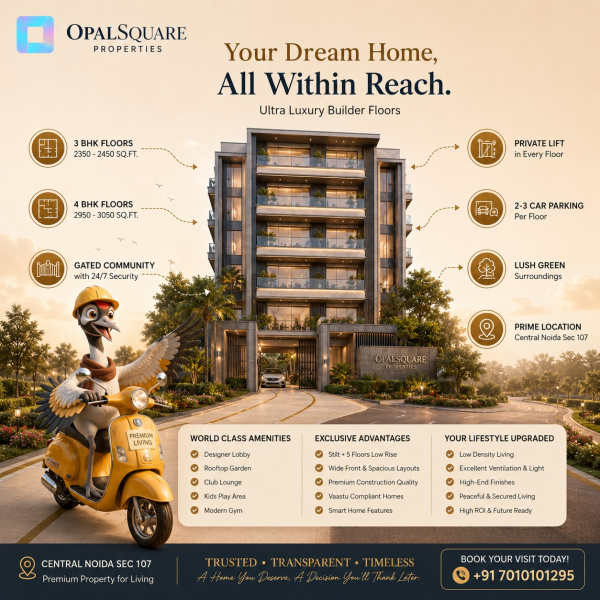 OPALSQUARE
PROPERTIES
Your Dream Home,
All Within Reach.
Ultra Luxury Builder Floors
3 BHK FLOORS
2350 - 2450 SQ.FT.
4 BHK FLOORS
2950 - 3050 SQ.FT.
GATED COMMUNITY
with 24/7 Security
PRIVATE LIFT
in Every Floor
2-3 CAR PARKING
Per Floor
LUSH GREEN
Surroundings
PRIME LOCATION
Central Noida Sec 107
OPALSQUARE
PROPERTIES
PREMIUM
LIVING
WORLD CLASS AMENITIES
Designer Lobby
Rooftop Garden
Club Lounge
Kids Play Area
Modern Gym
EXCLUSIVE ADVANTAGES
Stilt + 5 Floors Low Rise
Wide Front & Spacious Layouts
Premium Construction Quality
Vaastu Compliant Homes
Smart Home Features
YOUR LIFESTYLE UPGRADED
Low Density Living
Excellent Ventilation & Light
High-End Finishes
Peaceful & Secured Living
High ROI & Future Ready
CENTRAL NOIDA SEC 107
Premium Property for Living
TRUSTED • TRANSPARENT • TIMELESS
A Home You Deserve, A Decision You'll Thank Later
BOOK YOUR VISIT TODAY!
+91 7010101295